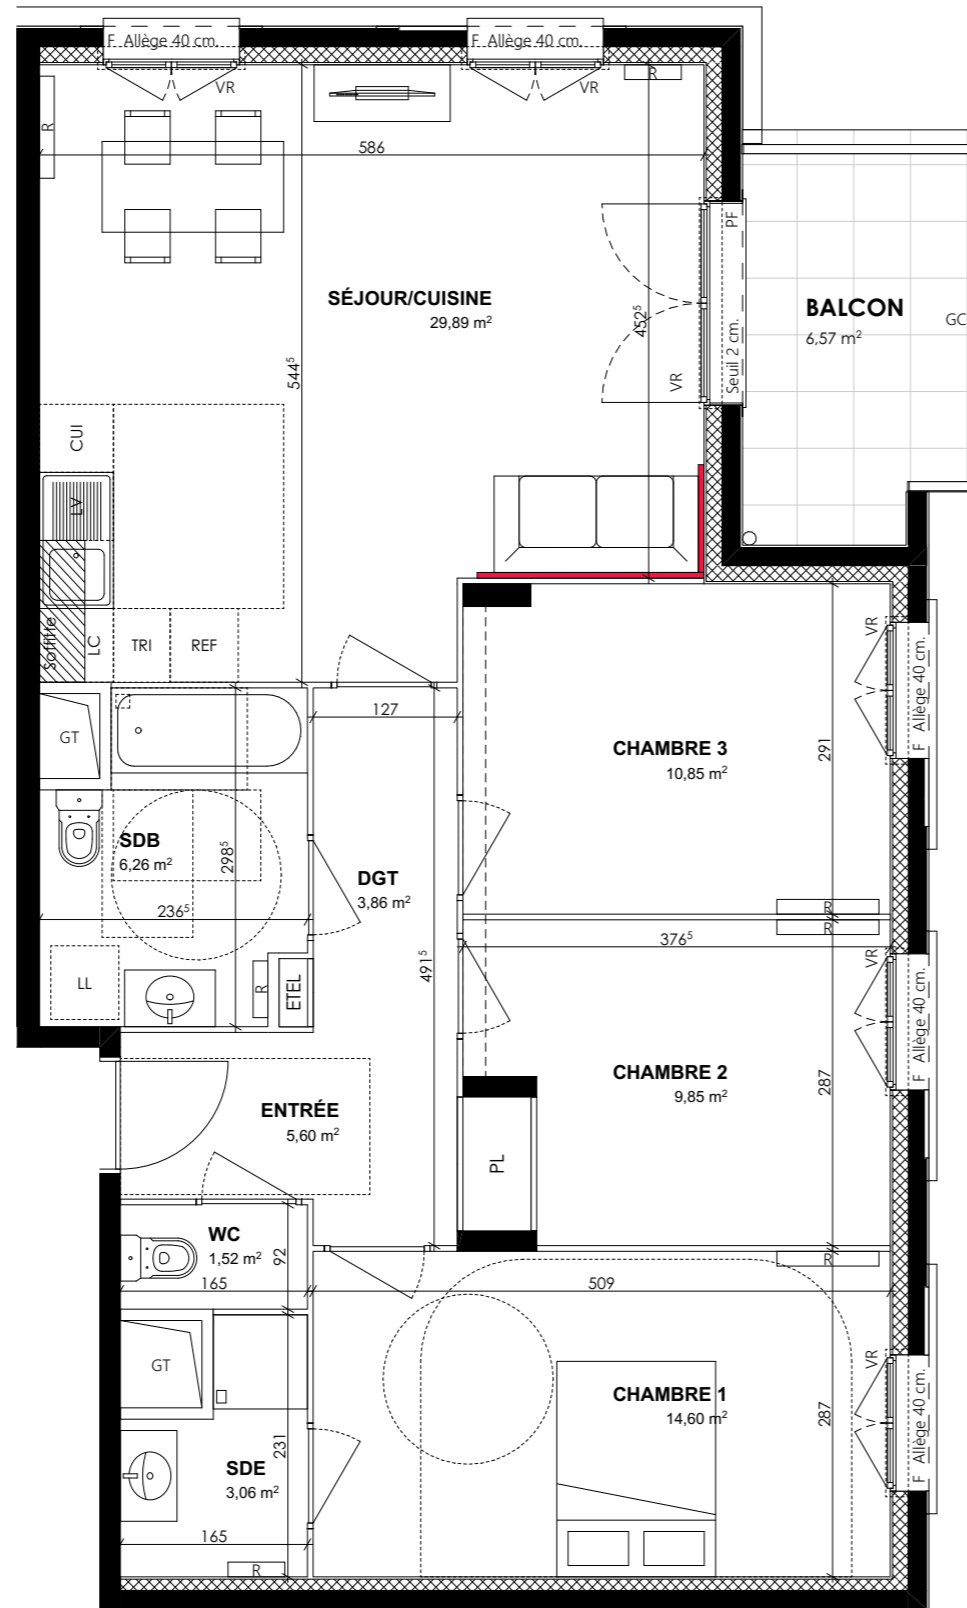 F Allège 40 cm.
F Allège 40 cm.
VR
VR
R
R
586
PF
SÉJOUR/CUISINE
29,89 m²
BALCON
6,57 m²
GC
452⁵
Seuil 2 cm.
VR
544⁵
CUI
LV
Soffitte
LC
TRI
REF
127
GT
VR
F Allège 40 cm.
CHAMBRE 3
10,85 m²
291
SDB
6,26 m²
298⁵
DGT
3,86 m²
236⁵
R
R
376⁵
491⁵
VR
F Allège 40 cm.
LL
R
ETEL
CHAMBRE 2
9,85 m²
287
ENTRÉE
5,60 m²
PL
WC
1,52 m²
92
R
165
509
GT
VR
F Allège 40 cm.
CHAMBRE 1
14,60 m²
287
231
SDE
3,06 m²
165
R